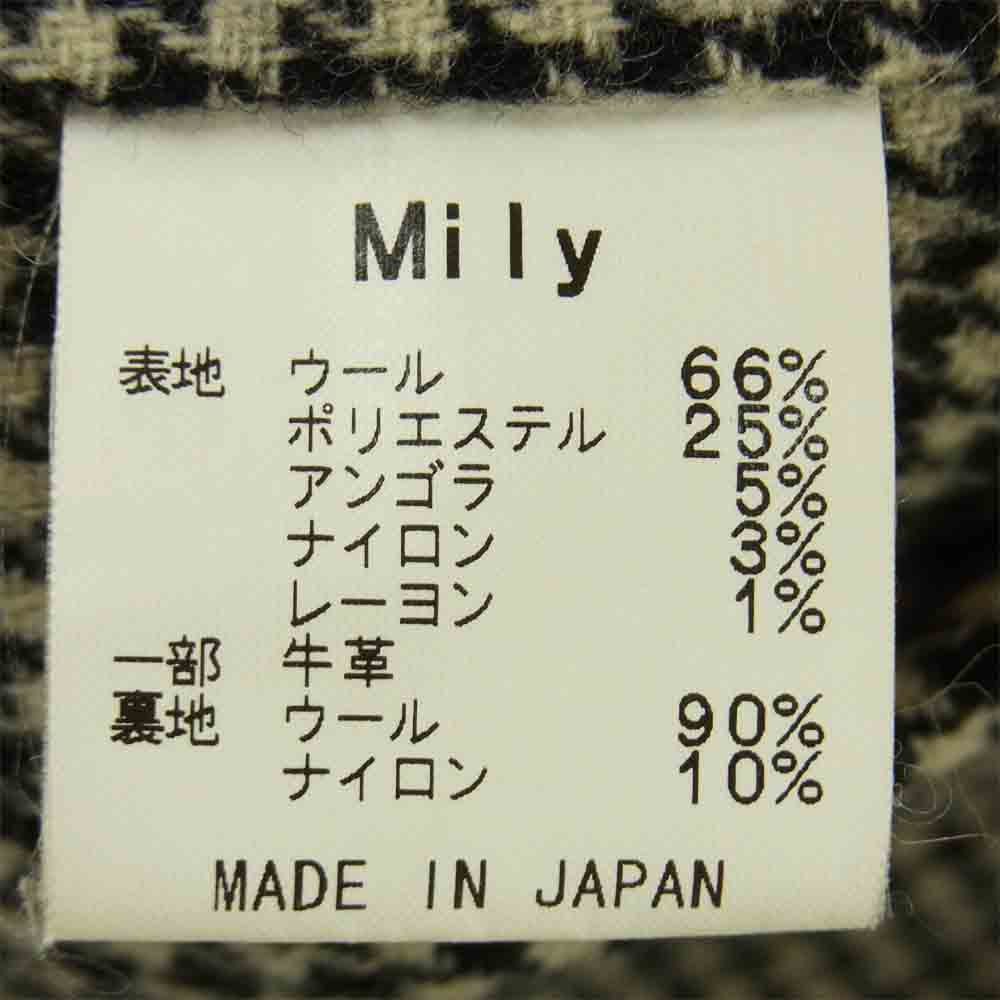 Mily
表地 ウール 66%
ポリエステル 25%
アンゴラ 5%
ナイロン 3%
レーヨン 1%
一部 牛革
裏地 ウール 90%
ナイロン 10%
MADE IN JAPAN